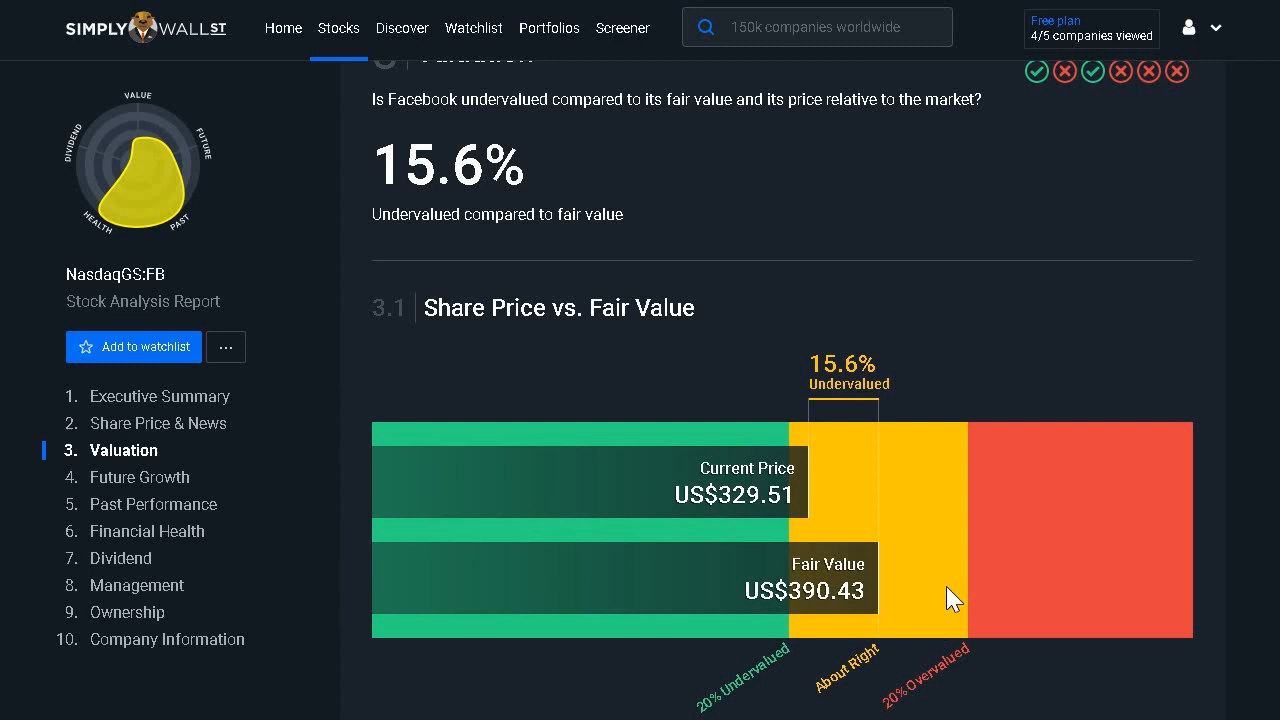 SIMPLY WALLST
Home Stocks Discover Watchlist Portfolios Screener
150k companies worldwide
Free plan
4/5 companies viewed
VALUE
FUTURE
PAST
HEALTH
DIVIDEND
NasdaqGS:FB
Stock Analysis Report
Add to watchlist
...
1. Executive Summary
2. Share Price & News
3. Valuation
4. Future Growth
5. Past Performance
6. Financial Health
7. Dividend
8. Management
9. Ownership
10. Company Information
Is Facebook undervalued compared to its fair value and its price relative to the market?
15.6%
Undervalued compared to fair value
3.1 Share Price vs. Fair Value
15.6%
Undervalued
Current Price
US$329.51
Fair Value
US$390.43
20% Undervalued
About Right
20% Overvalued